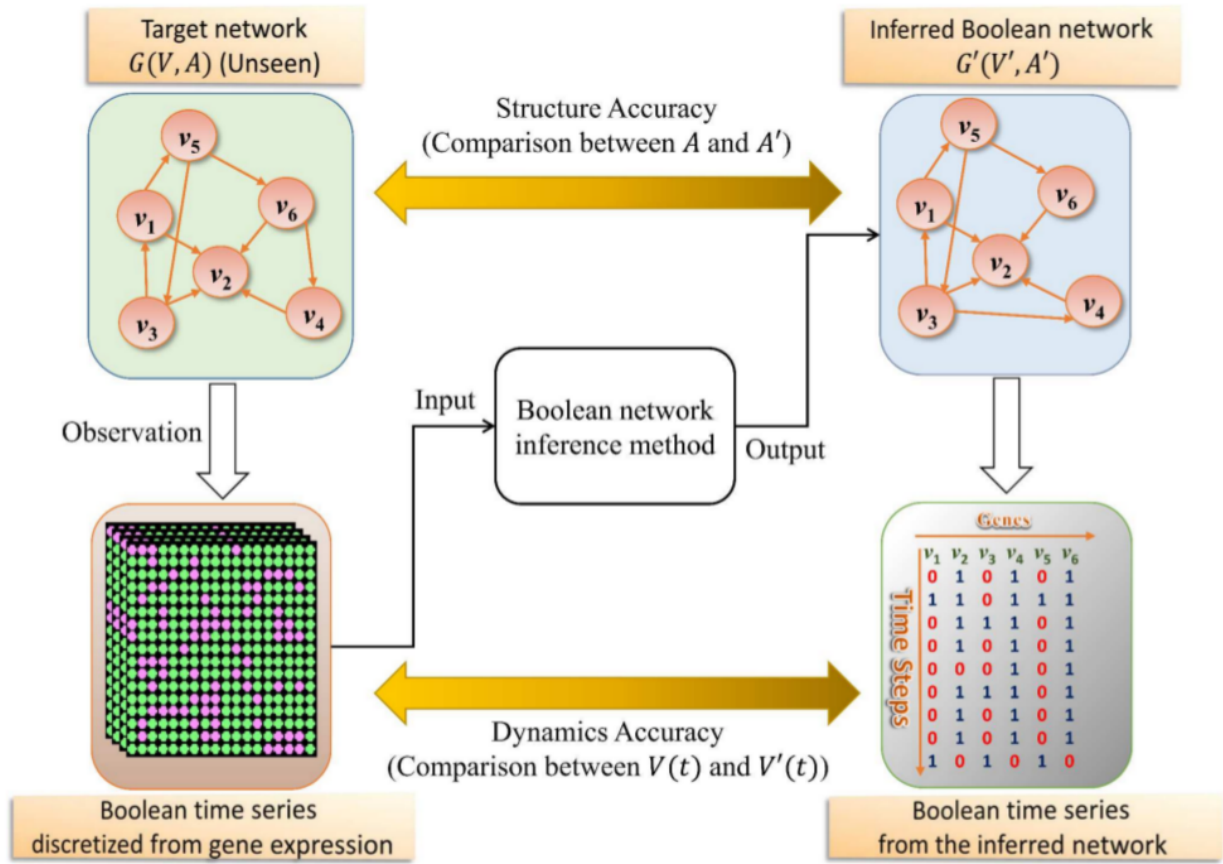 Target network
G(V, A) (Unseen)
Inferred Boolean network
G′(V′, A′)
Structure Accuracy
(Comparison between A and A′)
v5
v1
v6
v2
v3
v4
v5
v1
v6
v2
v4
v3
Observation
Input
Boolean network
inference method
Output
Genes
Time Steps
v1 v2 v3 v4 v5 v6
0 1 0 1 0 1
1 1 0 1 1 1
0 1 1 1 0 1
0 1 0 1 0 1
0 0 0 1 0 1
0 1 1 1 0 1
0 1 0 1 0 1
0 1 0 1 0 1
1 0 1 0 1 0
Dynamics Accuracy
(Comparison between V(t) and V′(t))
Boolean time series
discretized from gene expression
Boolean time series
from the inferred network